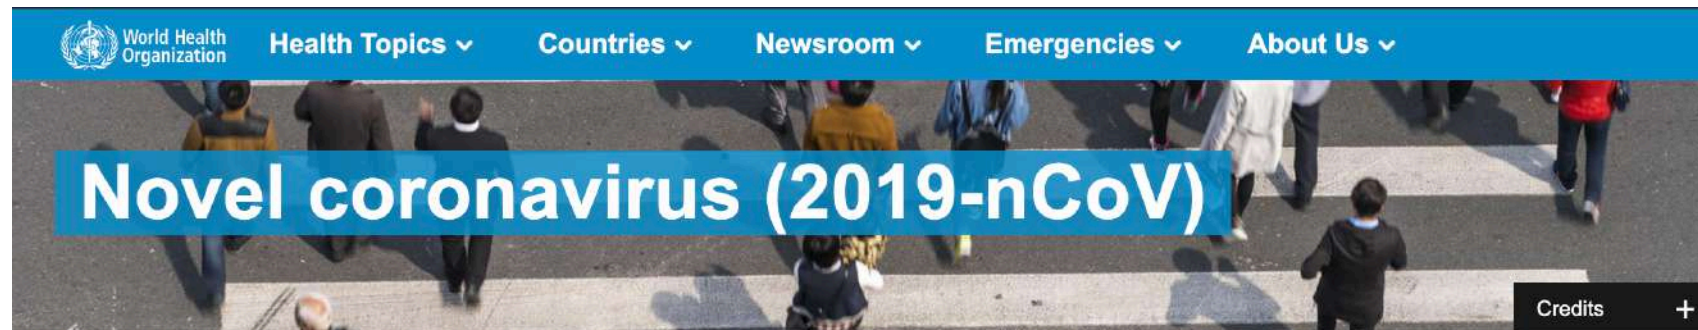 World Health
Organization
Health Topics
Countries
Newsroom
Emergencies
About Us
Novel coronavirus (2019-nCoV)
Credits +